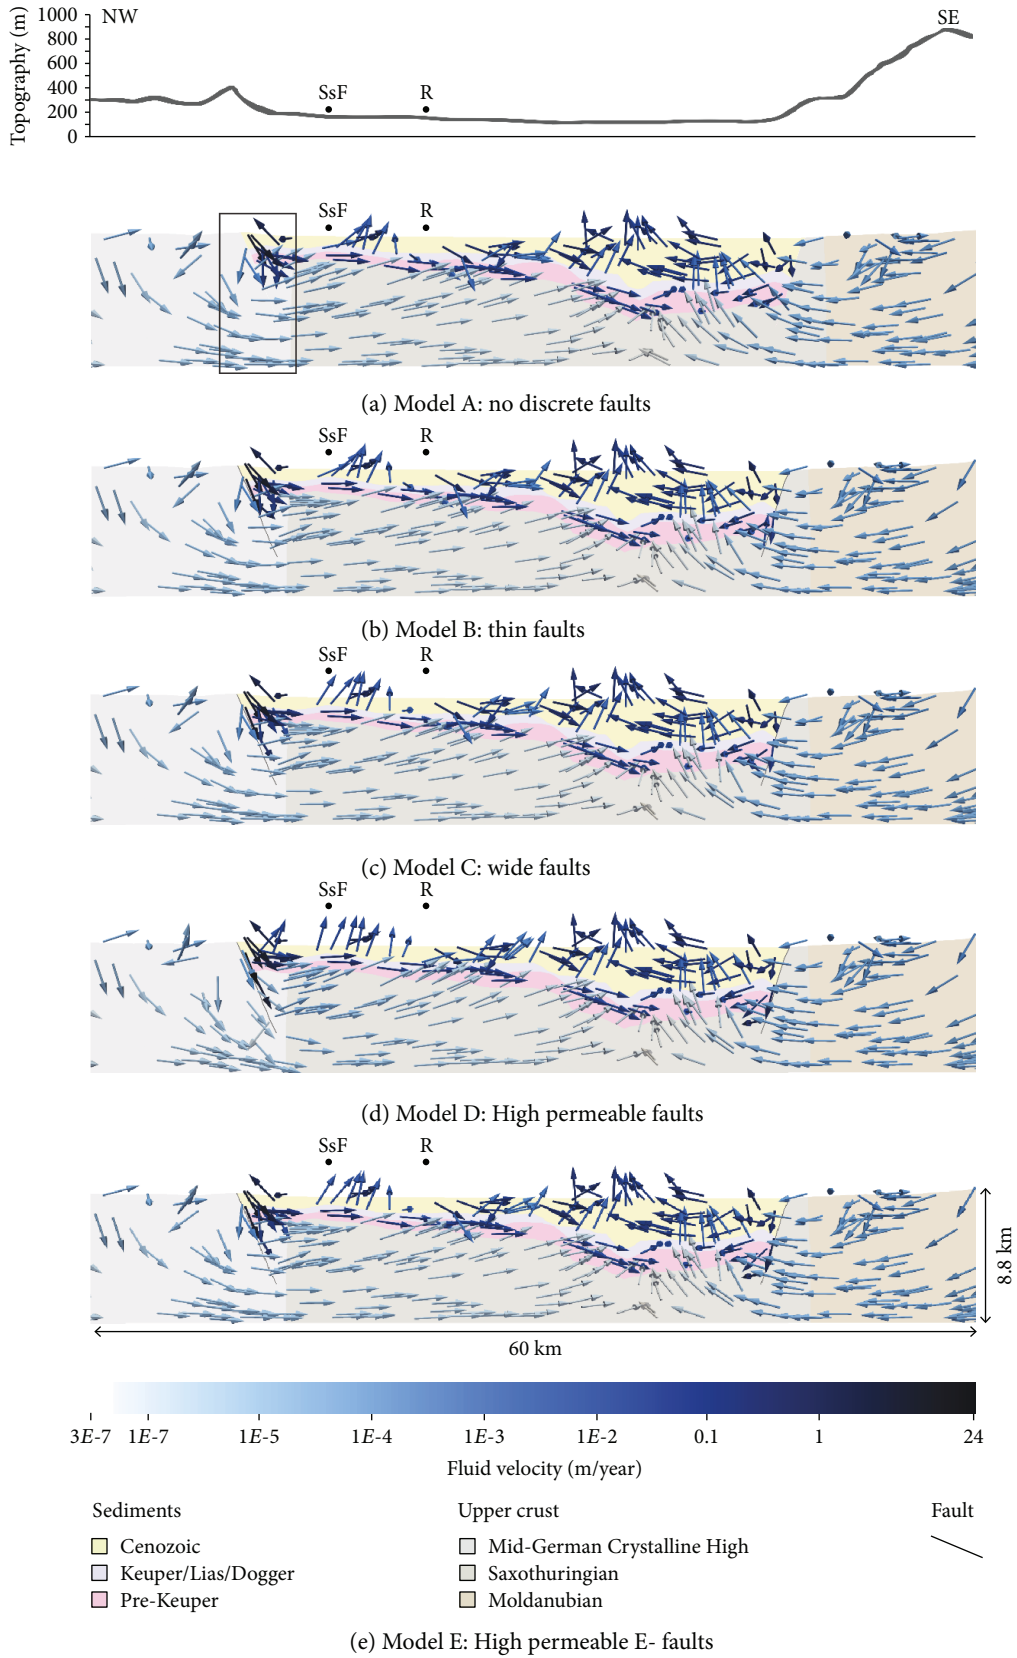 Topography (m)
1000
800
600
400
200
0
NW
SE
SsF
R
SsF
R
(a) Model A: no discrete faults
SsF
R
(b) Model B: thin faults
SsF
R
(c) Model C: wide faults
SsF
R
(d) Model D: High permeable faults
SsF
R
8.8 km
60 km
3E-7 1E-7 1E-5 1E-4 1E-3 1E-2 0.1 1 24
Fluid velocity (m/year)
Sediments
Cenozoic
Keuper/Lias/Dogger
Pre-Keuper
Upper crust
Mid-German Crystalline High
Saxothuringian
Moldanubian
Fault
(e) Model E: High permeable E- faults